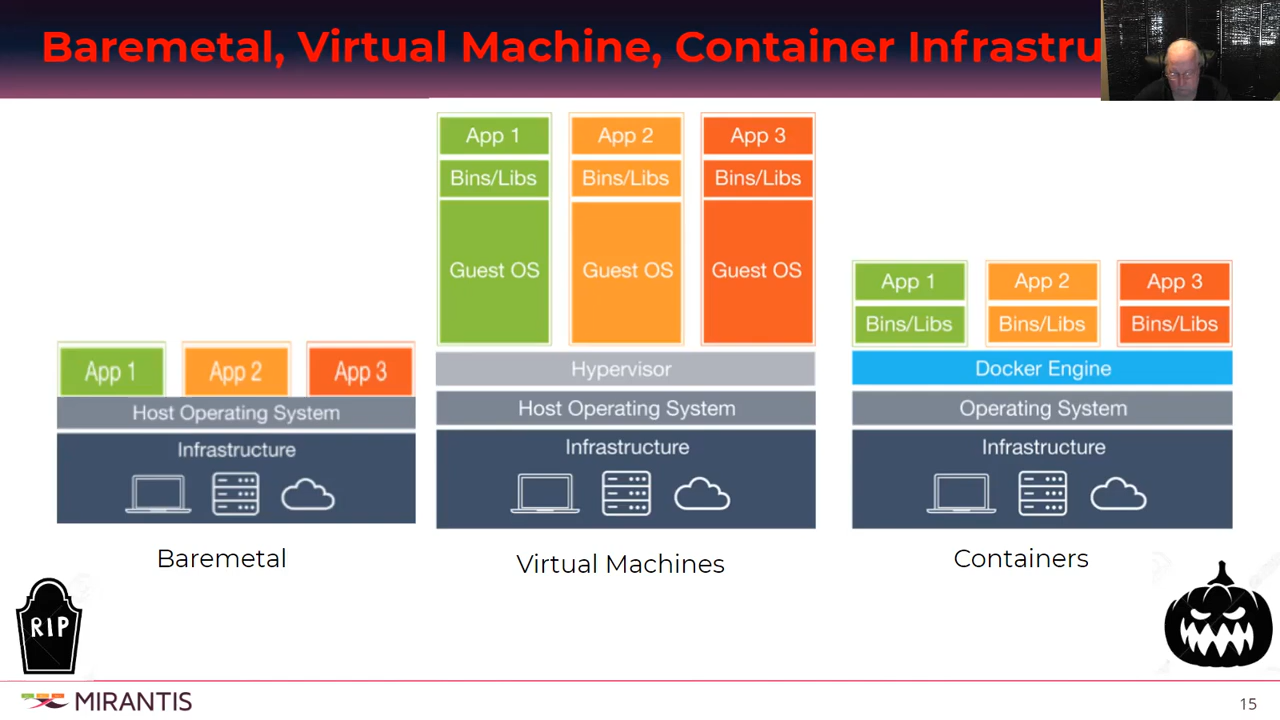 Baremetal, Virtual Machine, Container Infrastru
App 1
App 2
App 3
Host Operating System
Infrastructure
Baremetal
App 1
App 2
App 3
Bins/Libs
Bins/Libs
Bins/Libs
Guest OS
Guest OS
Guest OS
Hypervisor
Host Operating System
Infrastructure
Virtual Machines
App 1
App 2
App 3
Bins/Libs
Bins/Libs
Bins/Libs
Docker Engine
Operating System
Infrastructure
Containers
RIP
MIRANTIS
15